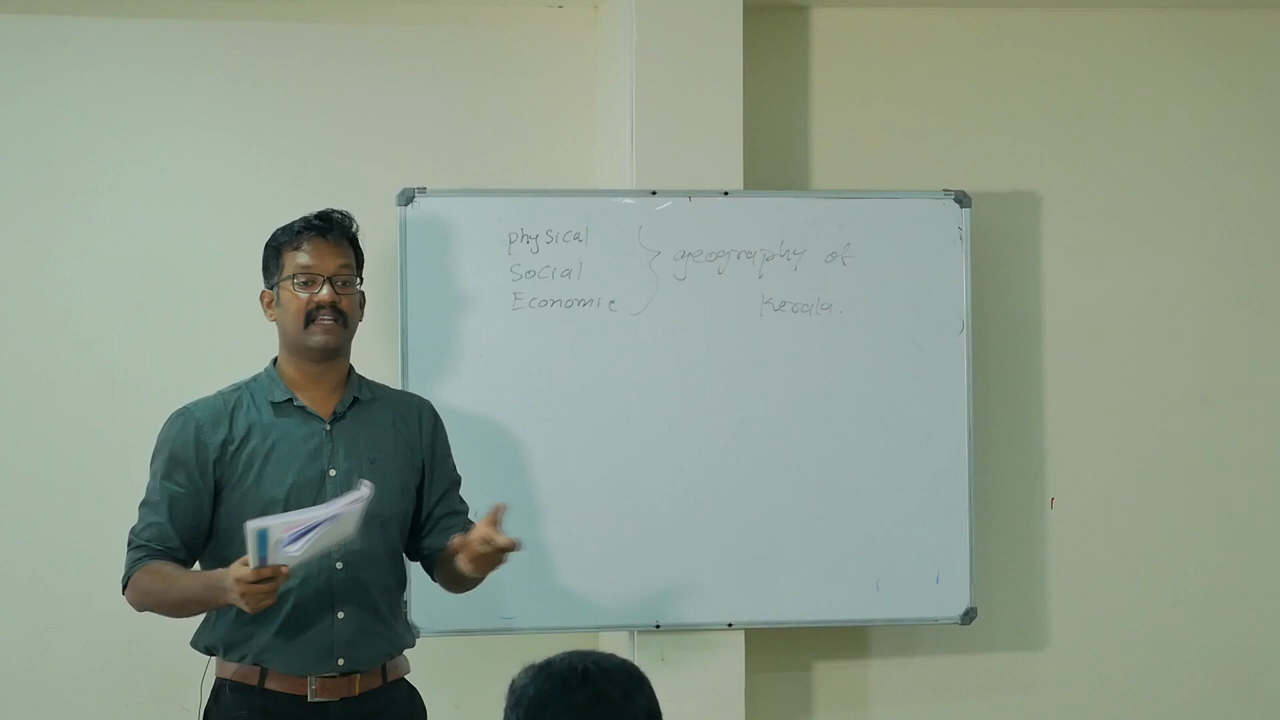 physical
Social
Economic
geography of
Kerala.